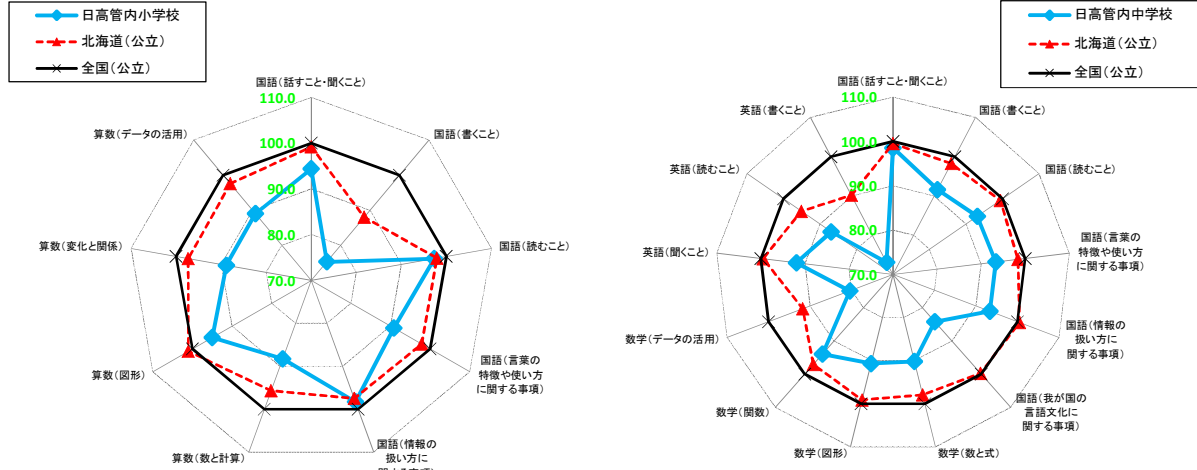 日高管内小学校
北海道(公立)
全国(公立)
国語(話すこと・聞くこと)
110.0
100.0
90.0
80.0
70.0
国語(書くこと)
国語(読むこと)
国語(言葉の
特徴や使い方
に関する事項)
国語(情報の
扱い方に
算数(数と計算)
算数(図形)
算数(変化と関係)
算数(データの活用)
日高管内中学校
北海道(公立)
全国(公立)
国語(話すこと・聞くこと)
110.0
100.0
90.0
80.0
70.0
国語(書くこと)
国語(読むこと)
国語(言葉の
特徴や使い方
に関する事項)
国語(情報の
扱い方に
関する事項)
国語(我が国の
言語文化に
関する事項)
数学(数と式)
数学(図形)
数学(関数)
数学(データの活用)
英語(聞くこと)
英語(読むこと)
英語(書くこと)